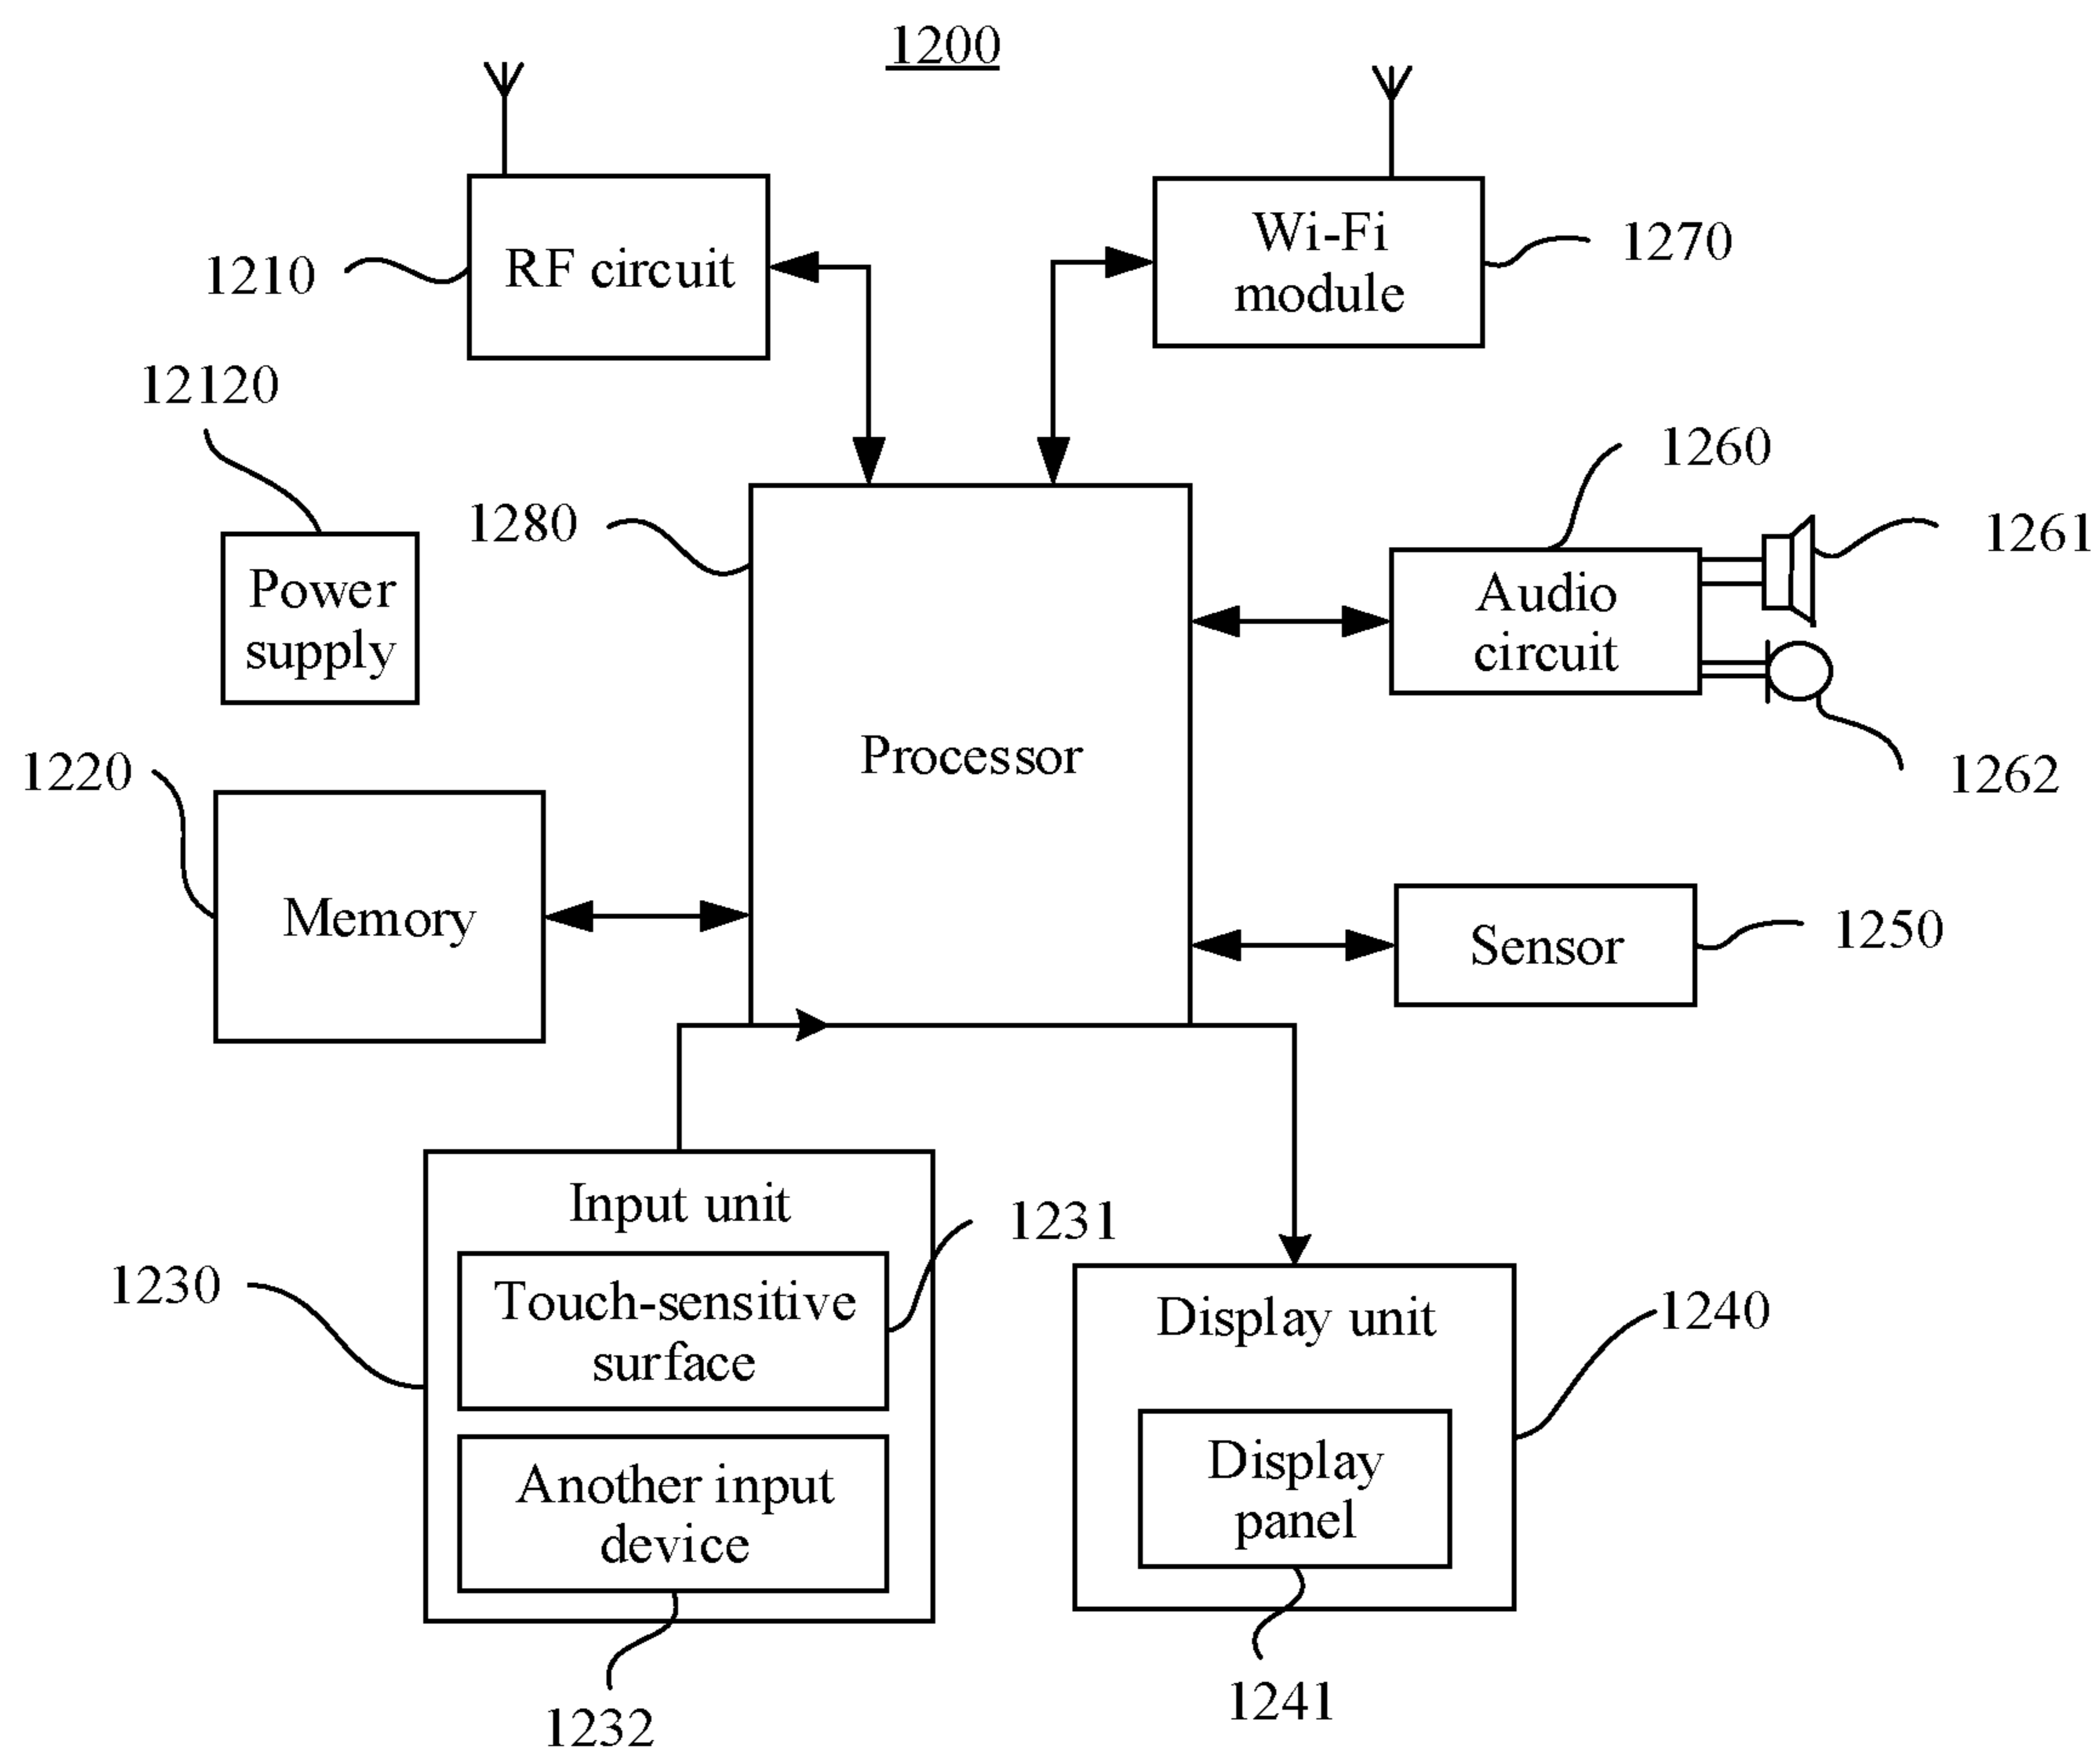 1200
RF circuit
1210
Wi-Fi
module
1270
12120
Power
supply
1280
Processor
1260
Audio
circuit
1261
1262
1220
Memory
Sensor
1250
Input unit
1231
Touch-sensitive
surface
1230
Another input
device
1232
Display unit
1240
Display
panel
1241